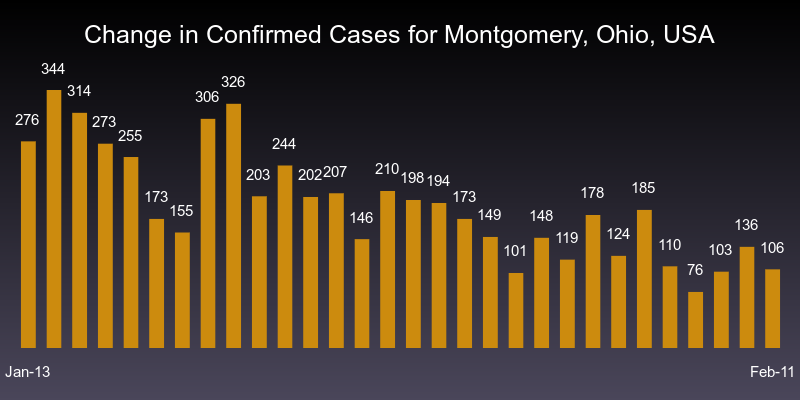 Change in Confirmed Cases for Montgomery, Ohio, USA
276 344 314 273 255 173 155 306 326 203 244 202 207 146 210 198 194 173 149 101 148 119 178 124 185 110 76 103 136 106
Jan-13 Feb-11